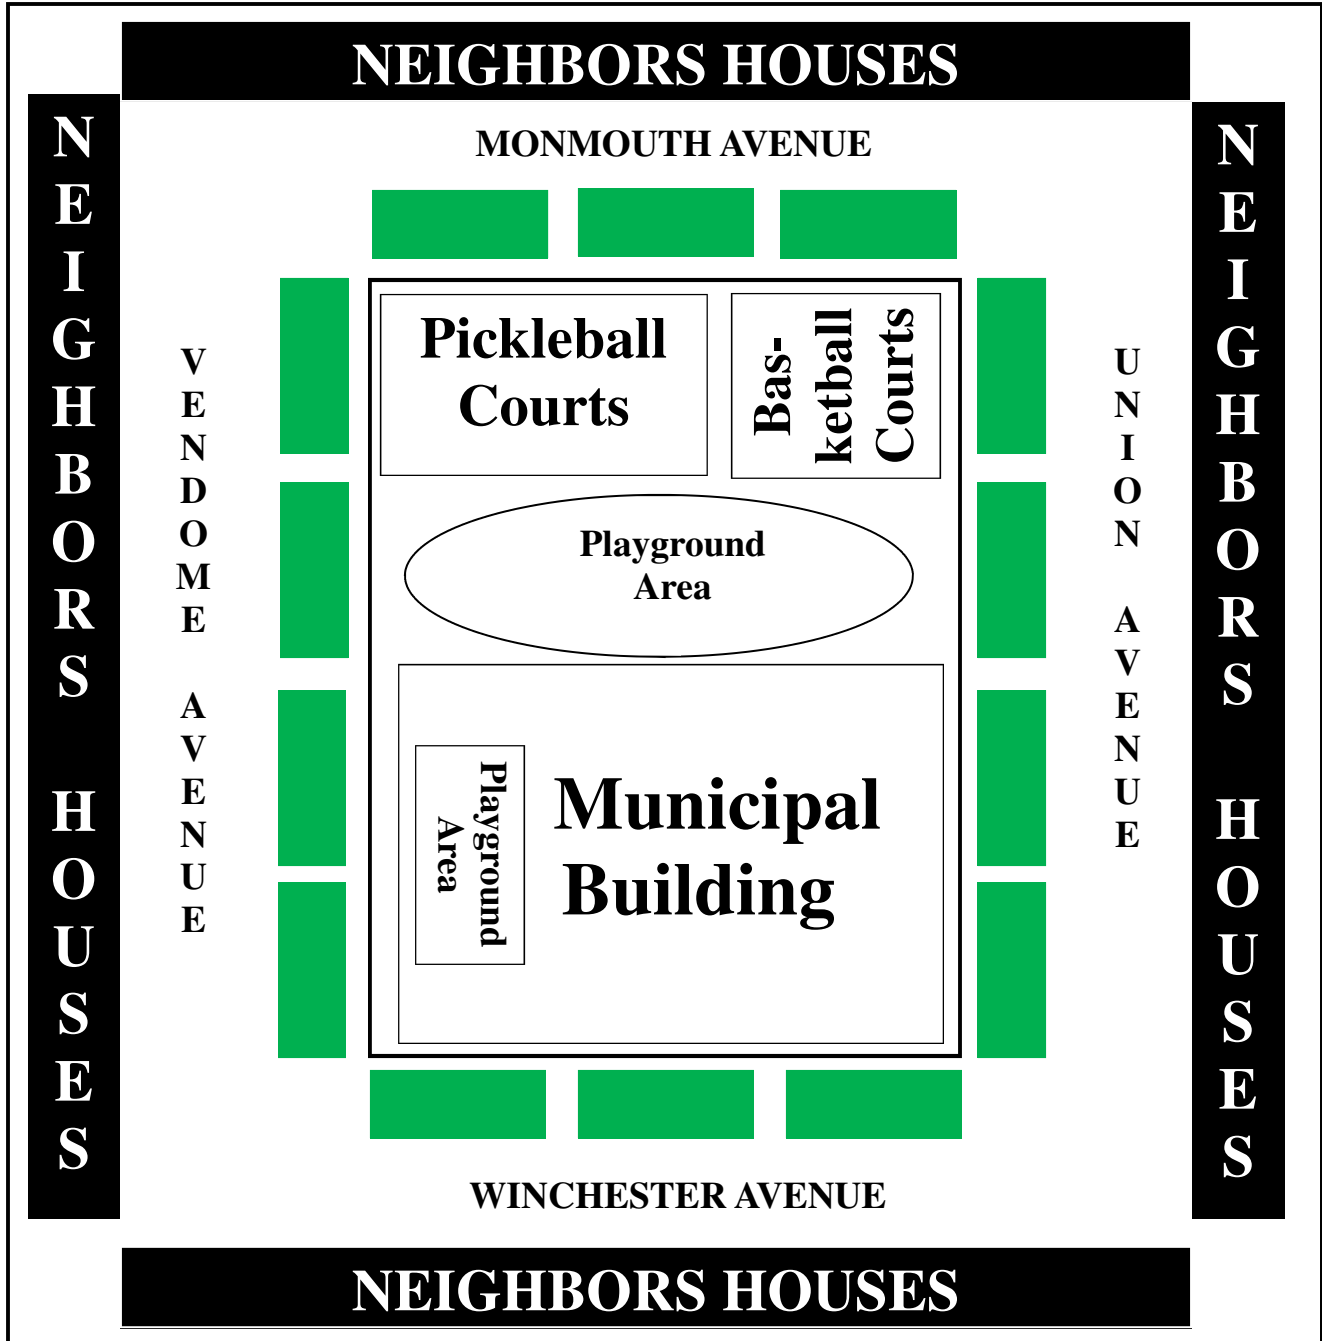 NEIGHBORS HOUSES
NEIGHBORS HOUSES
NEIGHBORS HOUSES
MONMOUTH AVENUE
VENDOME AVENUE
UNION AVENUE
Pickleball
Courts
Bas-
ketball
Courts
Playground
Area
Playground
Area
Municipal
Building
WINCHESTER AVENUE
NEIGHBORS HOUSES